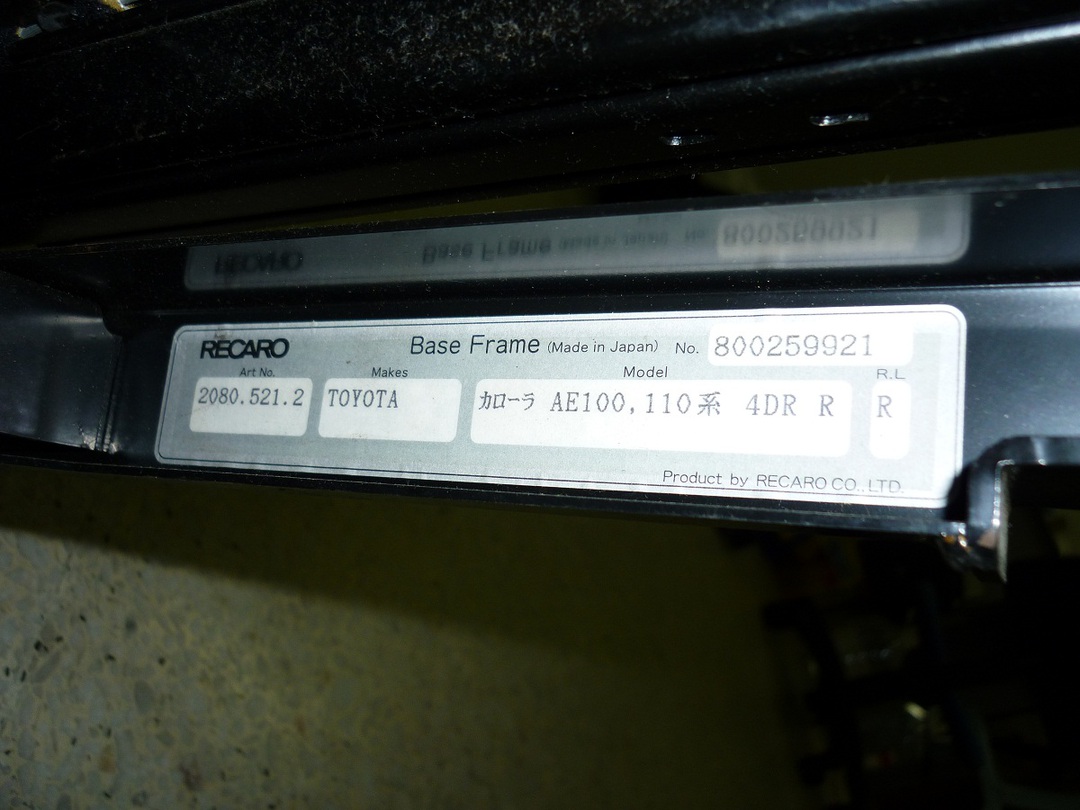 RECARO Base Frame (Made in Japan) No. 800259921
Art No. Makes Model R.L
2080.521.2 TOYOTA カローラ AE100,110系 4DR R R
Product by RECARO CO.,LTD.